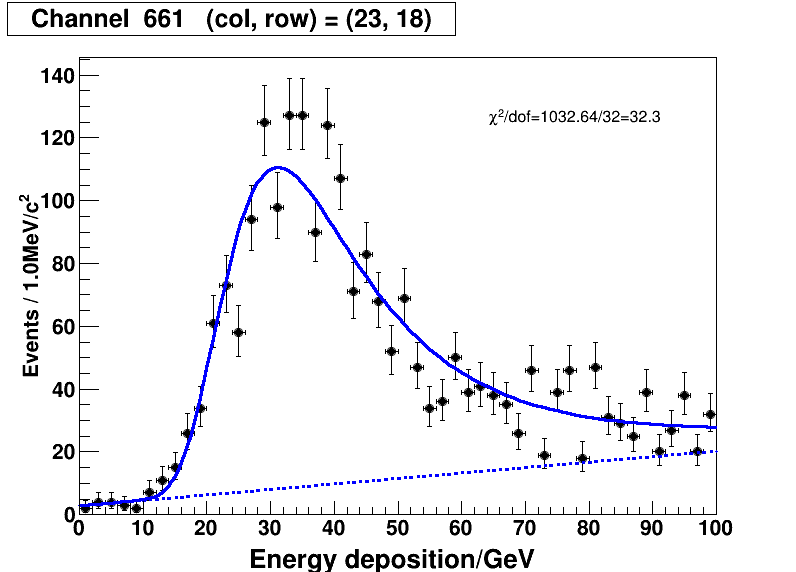 Channel 661 (col, row) = (23, 18)
χ²/dof=1032.64/32=32.3
Events / 1.0MeV/c²
140
120
100
80
60
40
20
0
0 10 20 30 40 50 60 70 80 90 100
Energy deposition/GeV